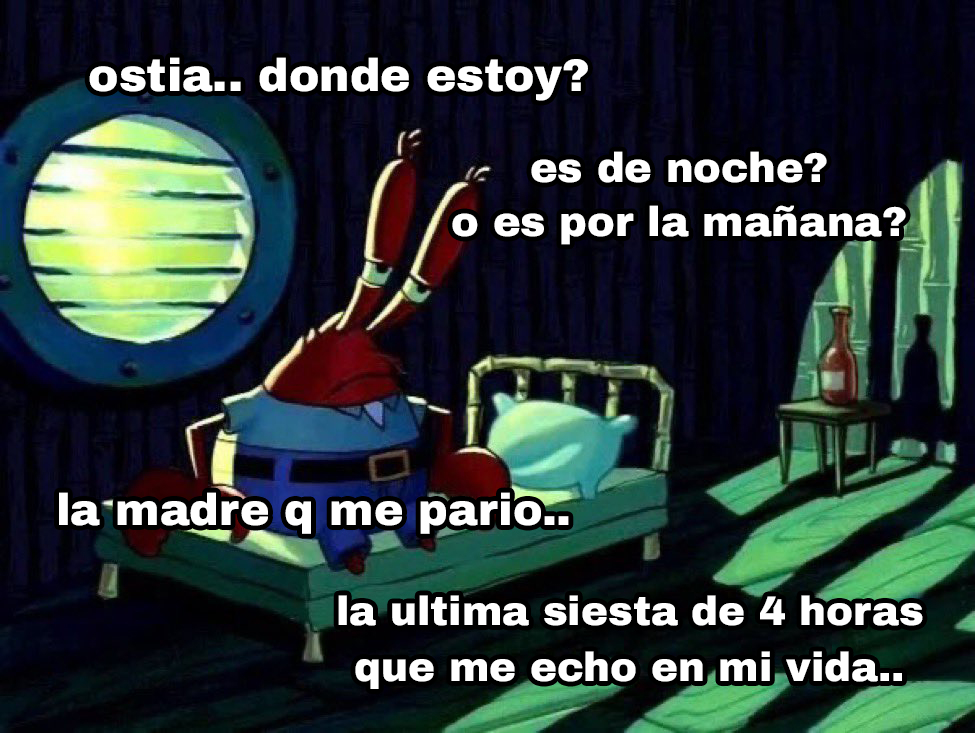 ostia.. donde estoy?
es de noche?
o es por la mañana?
la madre q me pario..
la ultima siesta de 4 horas
que me echo en mi vida..